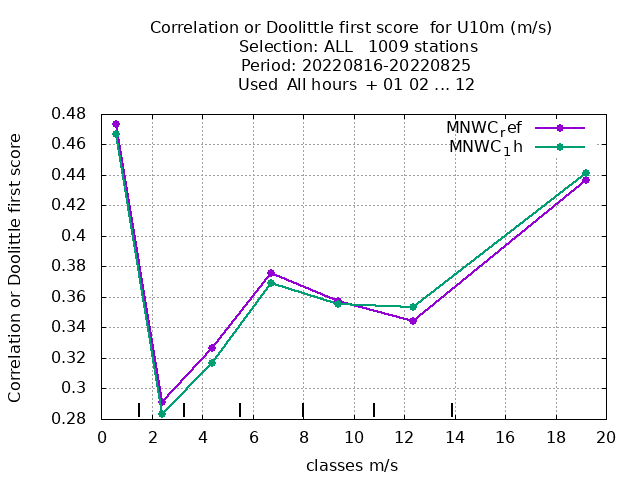 Correlation or Doolittle first score  for U10m (m/s)
Selection: ALL   1009 stations
Period: 20220816-20220825
Used  All hours  + 01 02 ... 12
Correlation or Doolittle first score
0.48
0.46
0.44
0.42
0.4
0.38
0.36
0.34
0.32
0.3
0.28
MNWC_ref
MNWC_1h
0 2 4 6 8 10 12 14 16 18 20
classes m/s